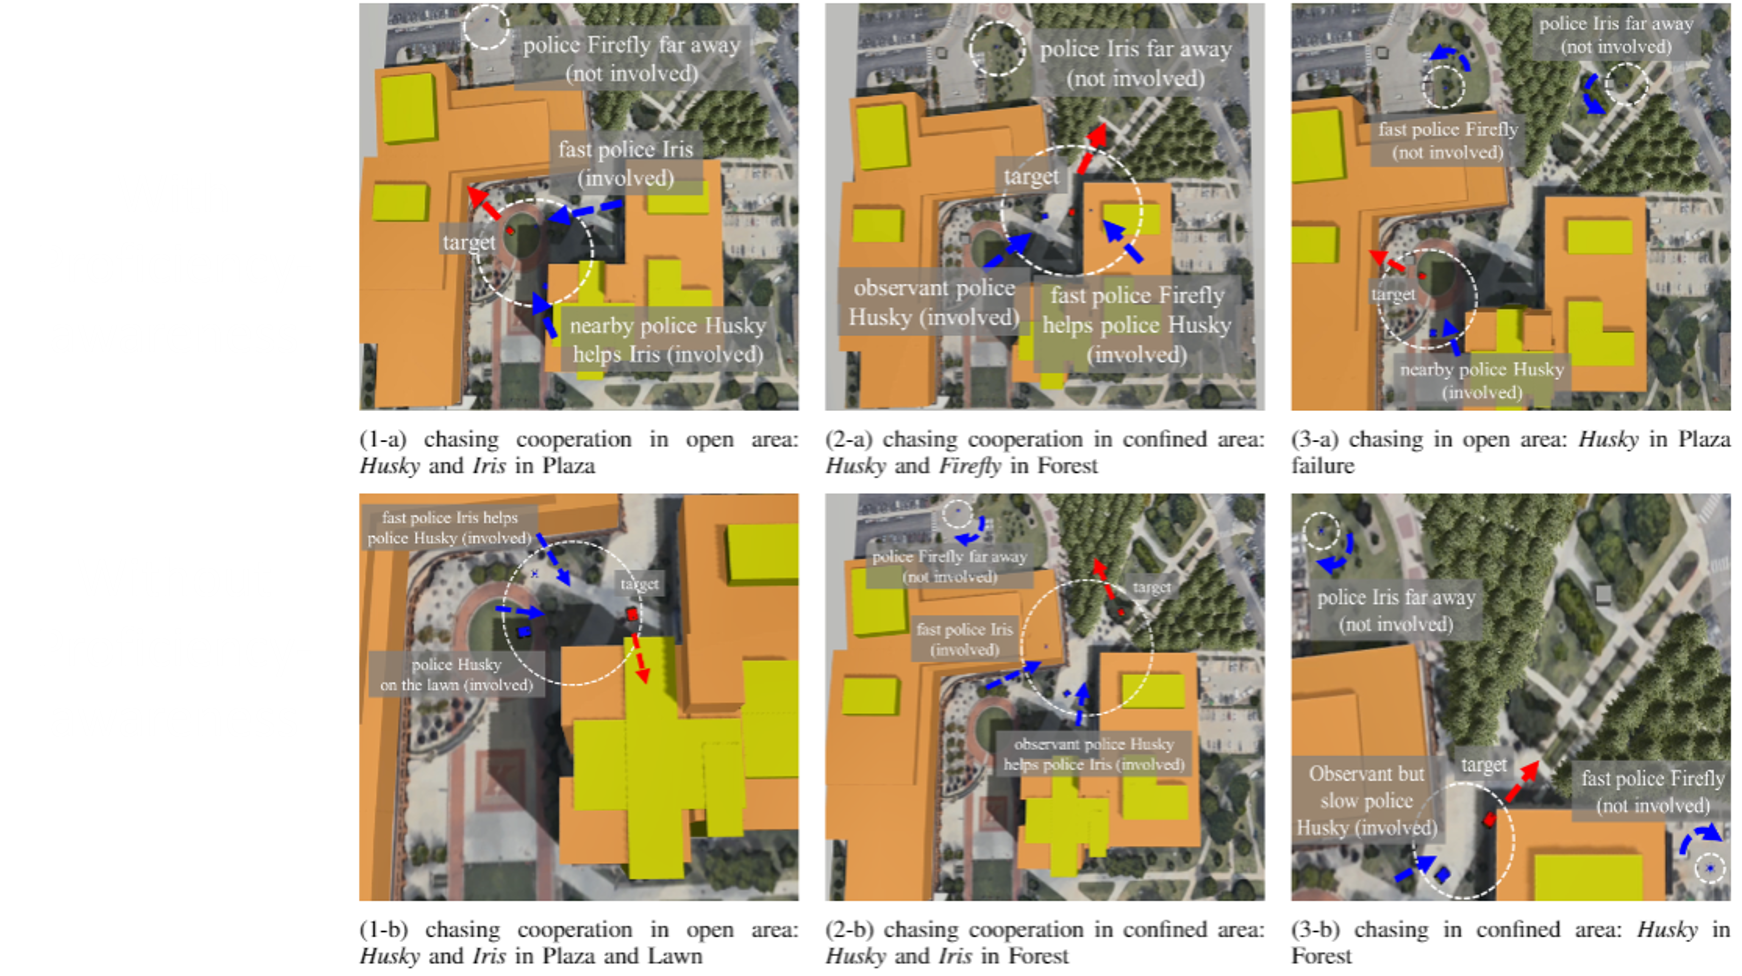 police Firefly far away
(not involved)
fast police Iris
(involved)
target
nearby police Husky
helps Iris (involved)
(1-a) chasing cooperation in open area:
Husky and Iris in Plaza
police Iris far away
(not involved)
target
observant police
Husky (involved)
fast police Firefly
helps police Husky
(involved)
(2-a) chasing cooperation in confined area:
Husky and Firefly in Forest
police Iris far away
(not involved)
fast police Firefly
(not involved)
target
nearby police Husky
(involved)
(3-a) chasing in open area: Husky in Plaza
failure
fast police Iris helps
police Husky (involved)
target
police Husky
on the lawn (involved)
(1-b) chasing cooperation in open area:
Husky and Iris in Plaza and Lawn
police Firefly far away
(not involved)
target
fast police Iris
(involved)
observant police Husky
helps police Iris (involved)
(2-b) chasing cooperation in confined area:
Husky and Iris in Forest
police Iris far away
(not involved)
target
Observant but
slow police
Husky (involved)
fast police Firefly
(not involved)
(3-b) chasing in confined area: Husky in
Forest